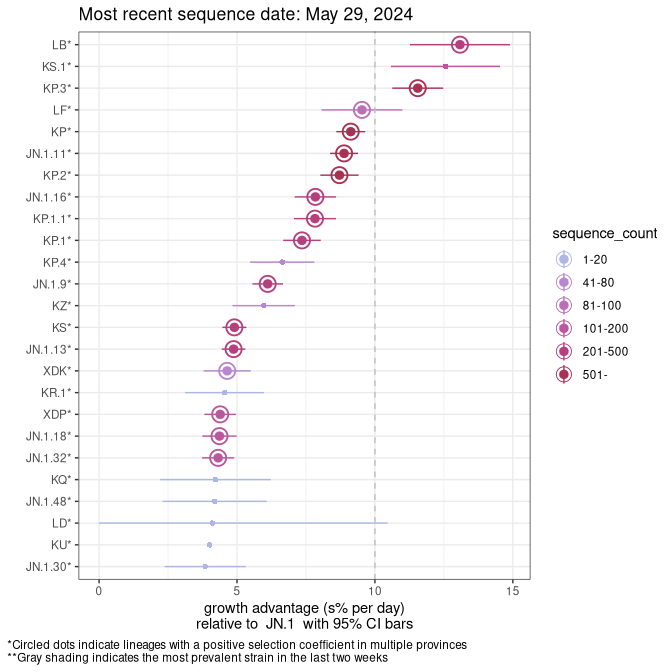 Most recent sequence date: May 29, 2024
LB*
KS.1*
KP.3*
LF*
KP*
JN.1.11*
KP.2*
JN.1.16*
KP.1.1*
KP.1*
KP.4*
JN.1.9*
KZ*
KS*
JN.1.13*
XDK*
KR.1*
XDP*
JN.1.18*
JN.1.32*
KQ*
JN.1.48*
LD*
KU*
JN.1.30*
0 5 10 15
growth advantage (s% per day)
relative to JN.1 with 95% CI bars
sequence_count
1-20
41-80
81-100
101-200
201-500
501-
*Circled dots indicate lineages with a positive selection coefficient in multiple provinces
**Gray shading indicates the most prevalent strain in the last two weeks